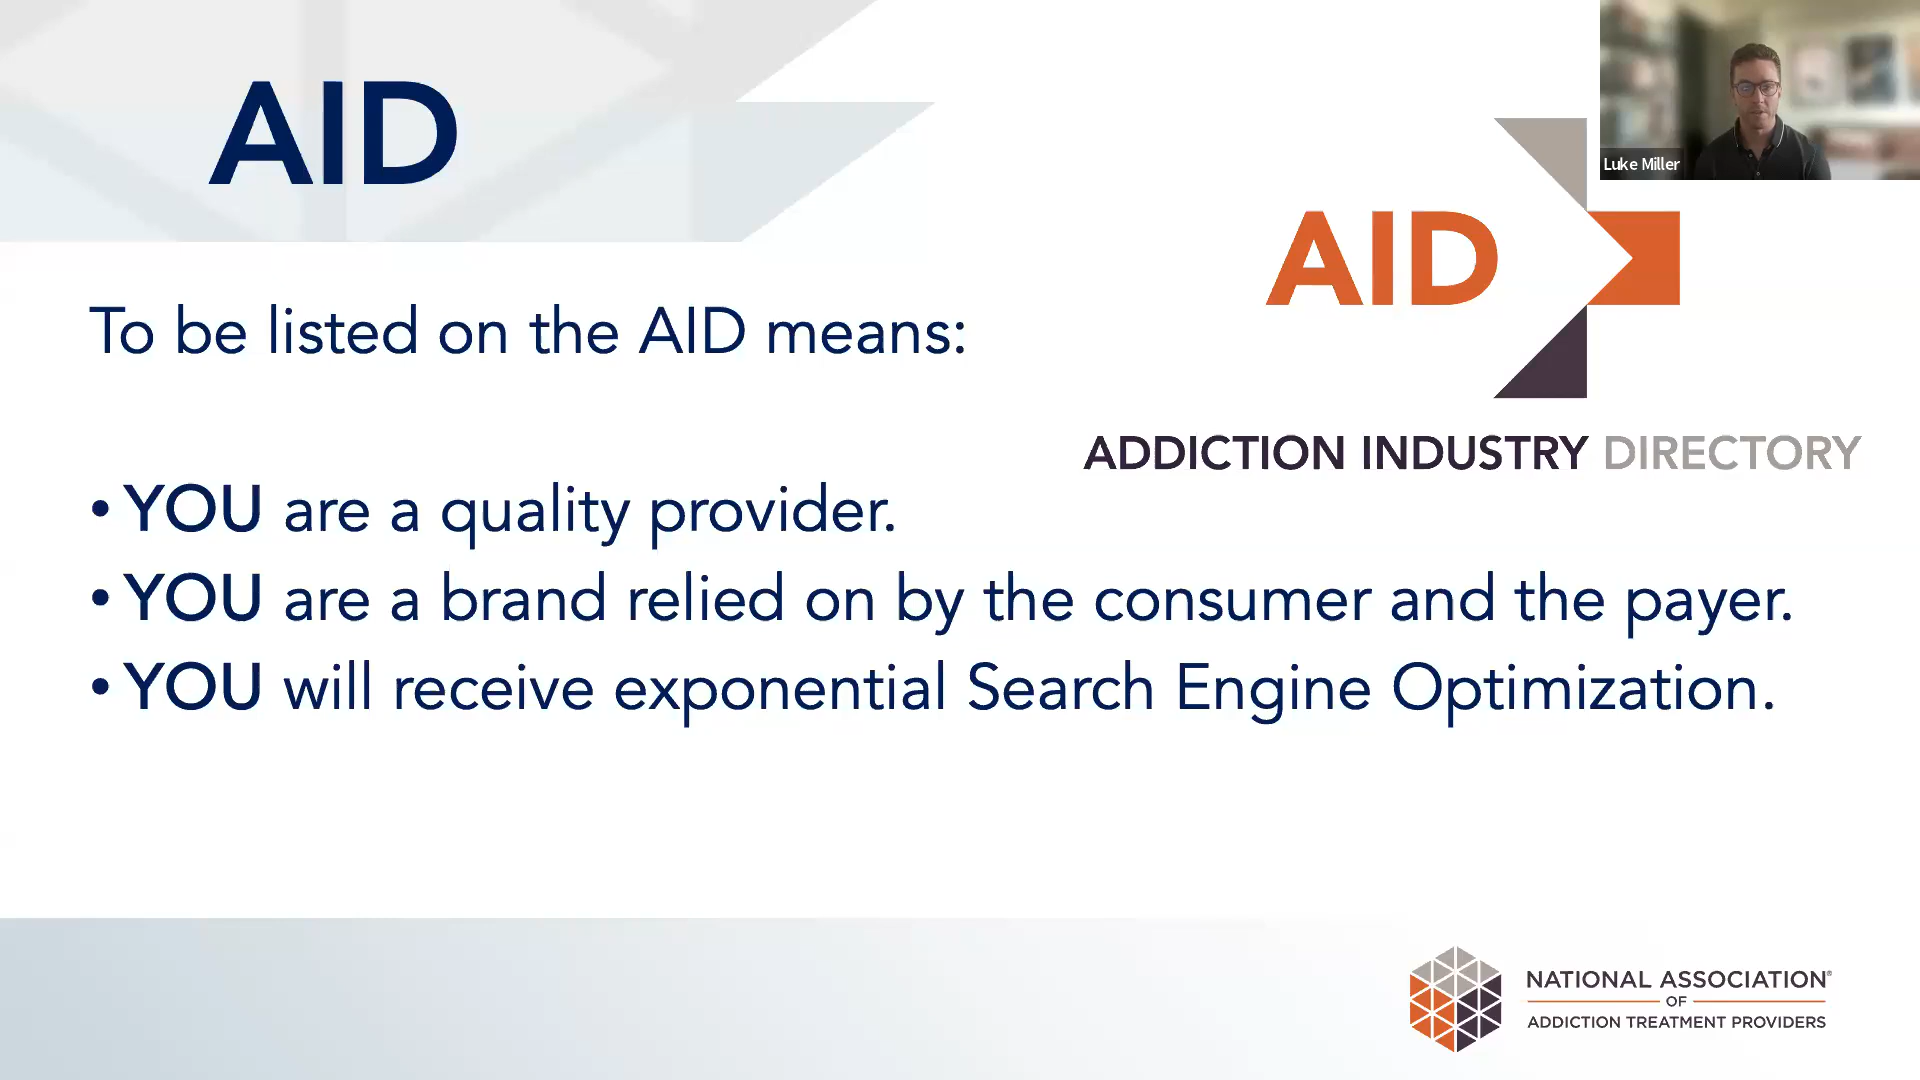 AID
Luke Miller
AID
ADDICTION INDUSTRY DIRECTORY
To be listed on the AID means:
• YOU are a quality provider.
• YOU are a brand relied on by the consumer and the payer.
• YOU will receive exponential Search Engine Optimization.
NATIONAL ASSOCIATION®
OF
ADDICTION TREATMENT PROVIDERS